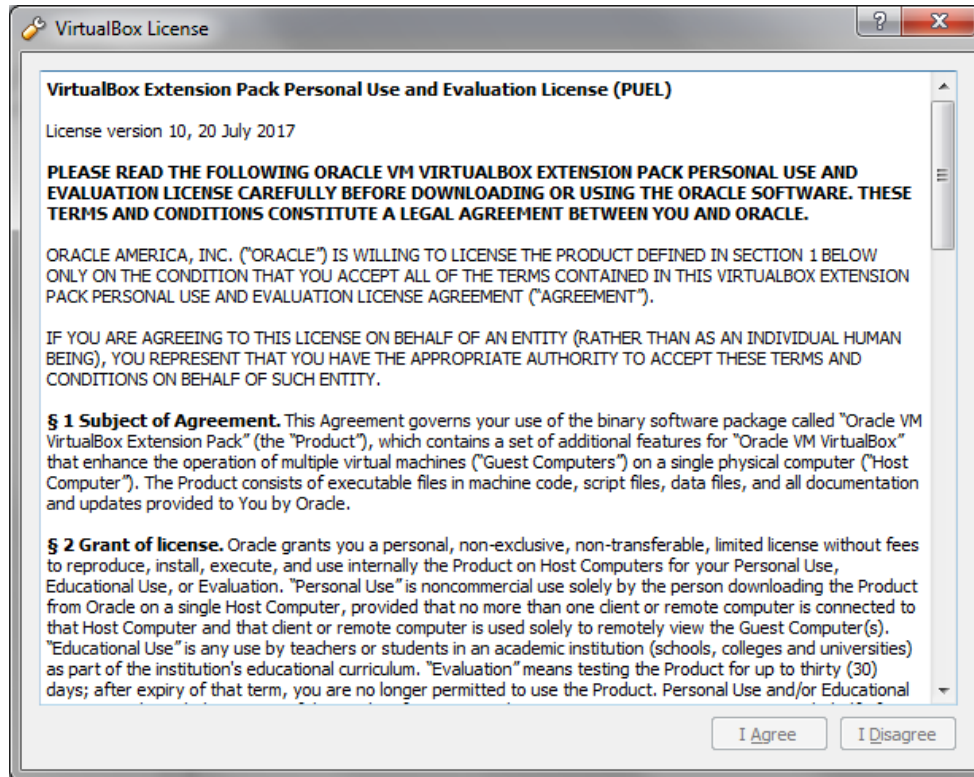 VirtualBox License
VirtualBox Extension Pack Personal Use and Evaluation License (PUEL)
License version 10, 20 July 2017
PLEASE READ THE FOLLOWING ORACLE VM VIRTUALBOX EXTENSION PACK PERSONAL USE AND
EVALUATION LICENSE CAREFULLY BEFORE DOWNLOADING OR USING THE ORACLE SOFTWARE. THESE
TERMS AND CONDITIONS CONSTITUTE A LEGAL AGREEMENT BETWEEN YOU AND ORACLE.
ORACLE AMERICA, INC. ("ORACLE") IS WILLING TO LICENSE THE PRODUCT DEFINED IN SECTION 1 BELOW
ONLY ON THE CONDITION THAT YOU ACCEPT ALL OF THE TERMS CONTAINED IN THIS VIRTUALBOX EXTENSION
PACK PERSONAL USE AND EVALUATION LICENSE AGREEMENT ("AGREEMENT").
IF YOU ARE AGREEING TO THIS LICENSE ON BEHALF OF AN ENTITY (RATHER THAN AS AN INDIVIDUAL HUMAN
BEING), YOU REPRESENT THAT YOU HAVE THE APPROPRIATE AUTHORITY TO ACCEPT THESE TERMS AND
CONDITIONS ON BEHALF OF SUCH ENTITY.
§ 1 Subject of Agreement. This Agreement governs your use of the binary software package called "Oracle VM
VirtualBox Extension Pack" (the "Product"), which contains a set of additional features for "Oracle VM VirtualBox"
that enhance the operation of multiple virtual machines ("Guest Computers") on a single physical computer ("Host
Computer"). The Product consists of executable files in machine code, script files, data files, and all documentation
and updates provided to You by Oracle.
§ 2 Grant of license. Oracle grants you a personal, non-exclusive, non-transferable, limited license without fees
to reproduce, install, execute, and use internally the Product on Host Computers for your Personal Use,
Educational Use, or Evaluation. "Personal Use" is noncommercial use solely by the person downloading the Product
from Oracle on a single Host Computer, provided that no more than one client or remote computer is connected to
that Host Computer and that client or remote computer is used solely to remotely view the Guest Computer(s).
"Educational Use" is any use by teachers or students in an academic institution (schools, colleges and universities)
as part of the institution's educational curriculum. "Evaluation" means testing the Product for up to thirty (30)
days; after expiry of that term, you are no longer permitted to use the Product. Personal Use and/or Educational
I Agree
I Disagree